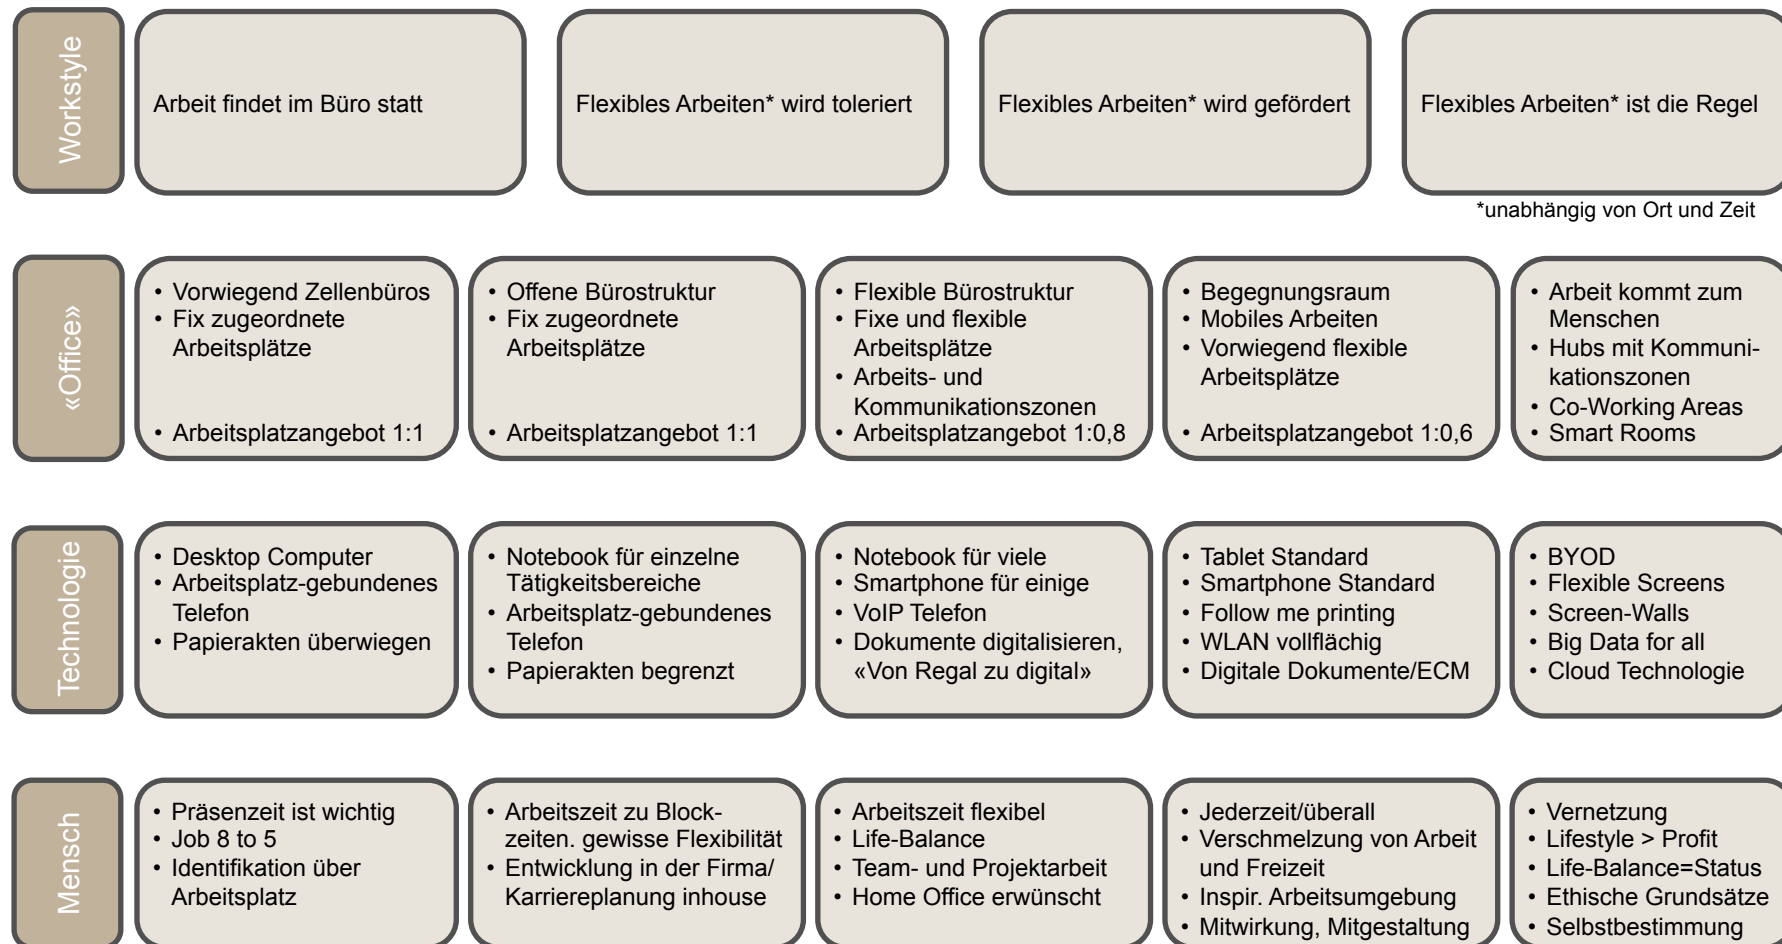 Workstyle
Arbeit findet im Büro statt
Flexibles Arbeiten* wird toleriert
Flexibles Arbeiten* wird gefördert
Flexibles Arbeiten* ist die Regel
*unabhängig von Ort und Zeit
«Office»
• Vorwiegend Zellenbüros
• Fix zugeordnete
Arbeitsplätze
• Arbeitsplatzangebot 1:1
• Offene Bürostruktur
• Fix zugeordnete
Arbeitsplätze
• Arbeitsplatzangebot 1:1
• Flexible Bürostruktur
• Fixe und flexible
Arbeitsplätze
• Arbeits- und
Kommunikationszonen
• Arbeitsplatzangebot 1:0,8
• Begegnungsraum
• Mobiles Arbeiten
• Vorwiegend flexible
Arbeitsplätze
• Arbeitsplatzangebot 1:0,6
• Arbeit kommt zum
Menschen
• Hubs mit Kommuni-
kationszonen
• Co-Working Areas
• Smart Rooms
Technologie
• Desktop Computer
• Arbeitsplatz-gebundenes
Telefon
• Papierakten überwiegen
• Notebook für einzelne
Tätigkeitsbereiche
• Arbeitsplatz-gebundenes
Telefon
• Papierakten begrenzt
• Notebook für viele
• Smartphone für einige
• VoIP Telefon
• Dokumente digitalisieren,
«Von Regal zu digital»
• Tablet Standard
• Smartphone Standard
• Follow me printing
• WLAN vollflächig
• Digitale Dokumente/ECM
• BYOD
• Flexible Screens
• Screen-Walls
• Big Data for all
• Cloud Technologie
Mensch
• Präsenzeit ist wichtig
• Job 8 to 5
• Identifikation über
Arbeitsplatz
• Arbeitszeit zu Block-
zeiten. gewisse Flexibilität
• Entwicklung in der Firma/
Karriereplanung inhouse
• Arbeitszeit flexibel
• Life-Balance
• Team- und Projektarbeit
• Home Office erwünscht
• Jederzeit/überall
• Verschmelzung von Arbeit
und Freizeit
• Inspir. Arbeitsumgebung
• Mitwirkung, Mitgestaltung
• Vernetzung
• Lifestyle > Profit
• Life-Balance=Status
• Ethische Grundsätze
• Selbstbestimmung